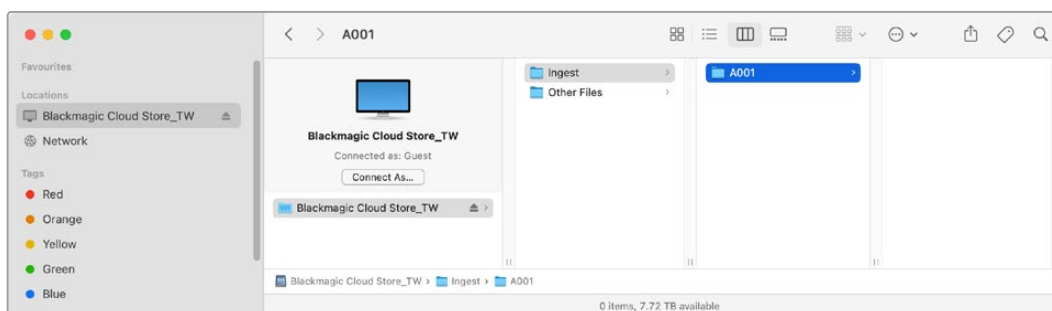 A001
Favourites
Locations
Blackmagic Cloud Store_TW
Network
Tags
Red
Orange
Yellow
Green
Blue
Blackmagic Cloud Store_TW
Connected as: Guest
Connect As...
Blackmagic Cloud Store_TW
Ingest
Other Files
A001
Blackmagic Cloud Store_TW › Ingest › A001
0 items, 7.72 TB available